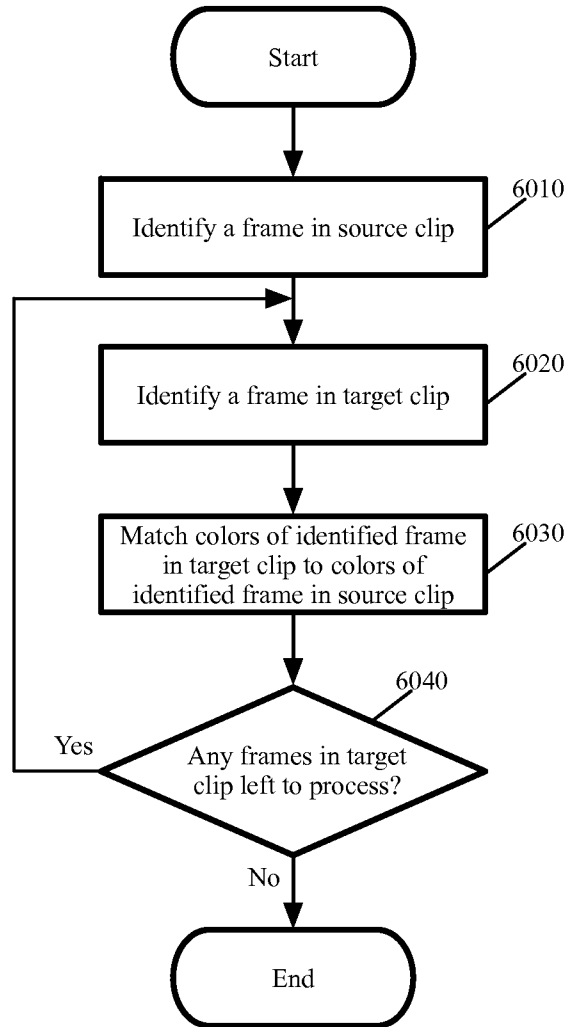 Start
6010
Identify a frame in source clip
6020
Identify a frame in target clip
6030
Match colors of identified frame
in target clip to colors of
identified frame in source clip
6040
Yes
Any frames in target
clip left to process?
No
End